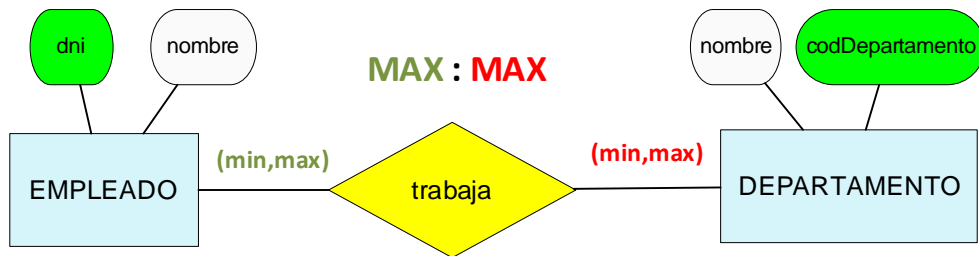 dni
nombre
nombre
codDepartamento
MAX : MAX
(min,max)
(min,max)
EMPLEADO
trabaja
DEPARTAMENTO